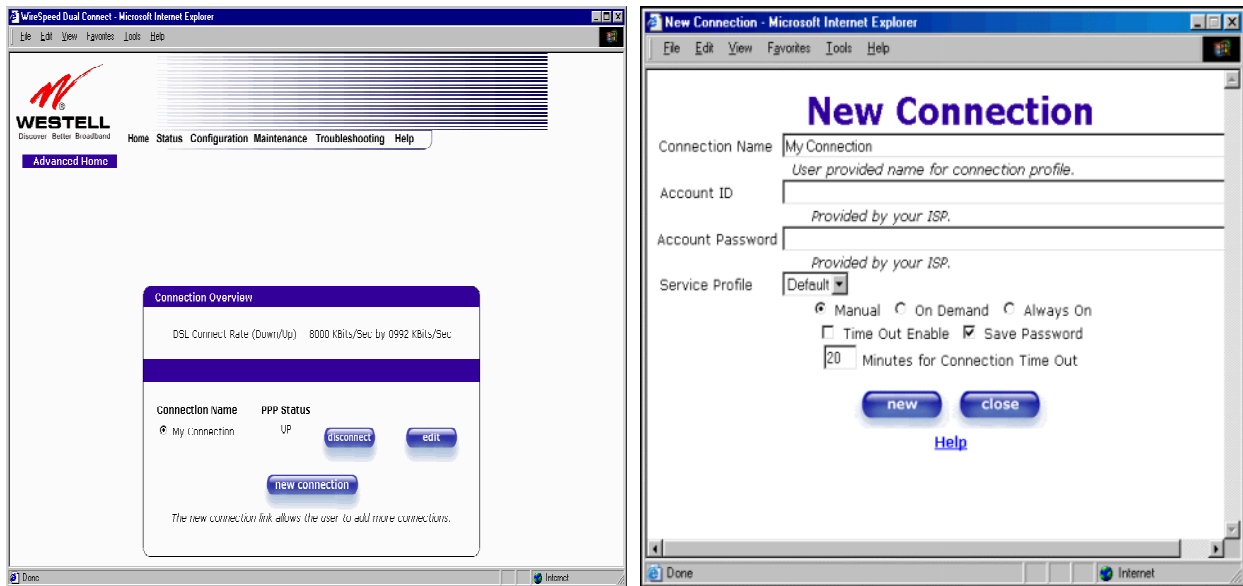 WireSpeed Dual Connect - Microsoft Internet Explorer
File Edit View Favorites Tools Help
WESTELL
®
Discover Better Broadband
Home Status Configuration Maintenance Troubleshooting Help
Advanced Home
Connection Overview
DSL Connect Rate (Down/Up) 8000 KBits/Sec by 0992 KBits/Sec
Connection Name PPP Status
My Connection UP disconnect edit
new connection
The new connection link allows the user to add more connections.
Done Internet
New Connection - Microsoft Internet Explorer
File Edit View Favorites Tools Help
New Connection
Connection Name My Connection
User provided name for connection profile.
Account ID
Provided by your ISP.
Account Password
Provided by your ISP.
Service Profile Default
Manual On Demand Always On
Time Out Enable Save Password
20 Minutes for Connection Time Out
new close
Help
Done Internet